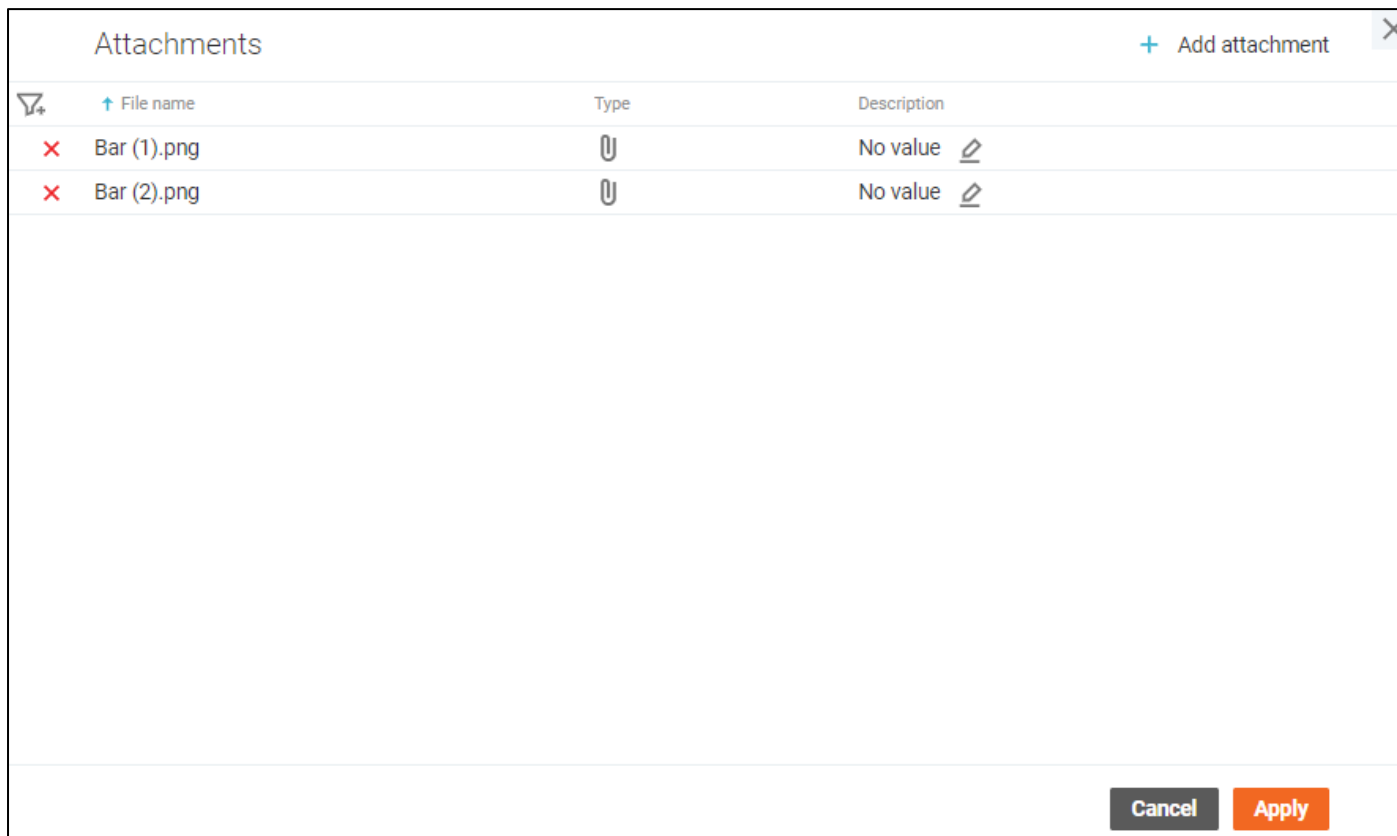 Attachments
+ Add attachment
File name Type Description
Bar (1).png No value
Bar (2).png No value
Cancel Apply